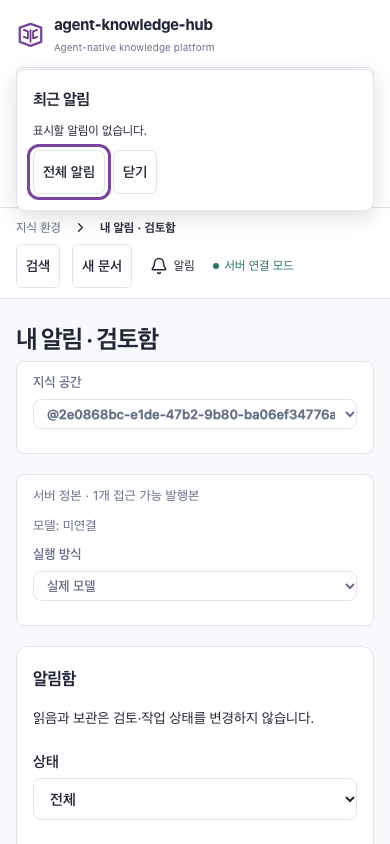 agent-knowledge-hub
Agent-native knowledge platform
최근 알림
표시할 알림이 없습니다.
전체 알림
닫기
지식 환경
내 알림 · 검토함
검색
새 문서
알림
서버 연결 모드
내 알림 · 검토함
지식 공간
@2e0868bc-e1de-47b2-9b80-ba06ef34776a
서버 정본 · 1개 접근 가능 발행본
모델: 미연결
실행 방식
실제 모델
알림함
읽음과 보관은 검토·작업 상태를 변경하지 않습니다.
상태
전체